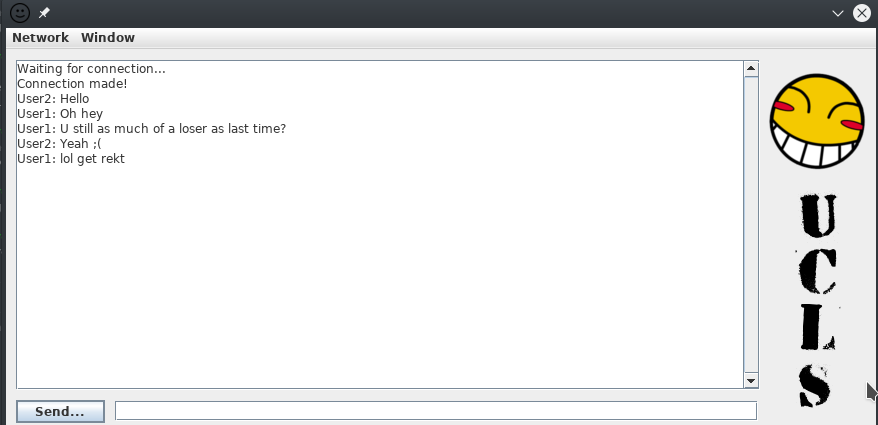 Network Window
Waiting for connection...
Connection made!
User2: Hello
User1: Oh hey
User1: U still as much of a loser as last time?
User2: Yeah ;(
User1: lol get rekt
U
C
L
S
Send...